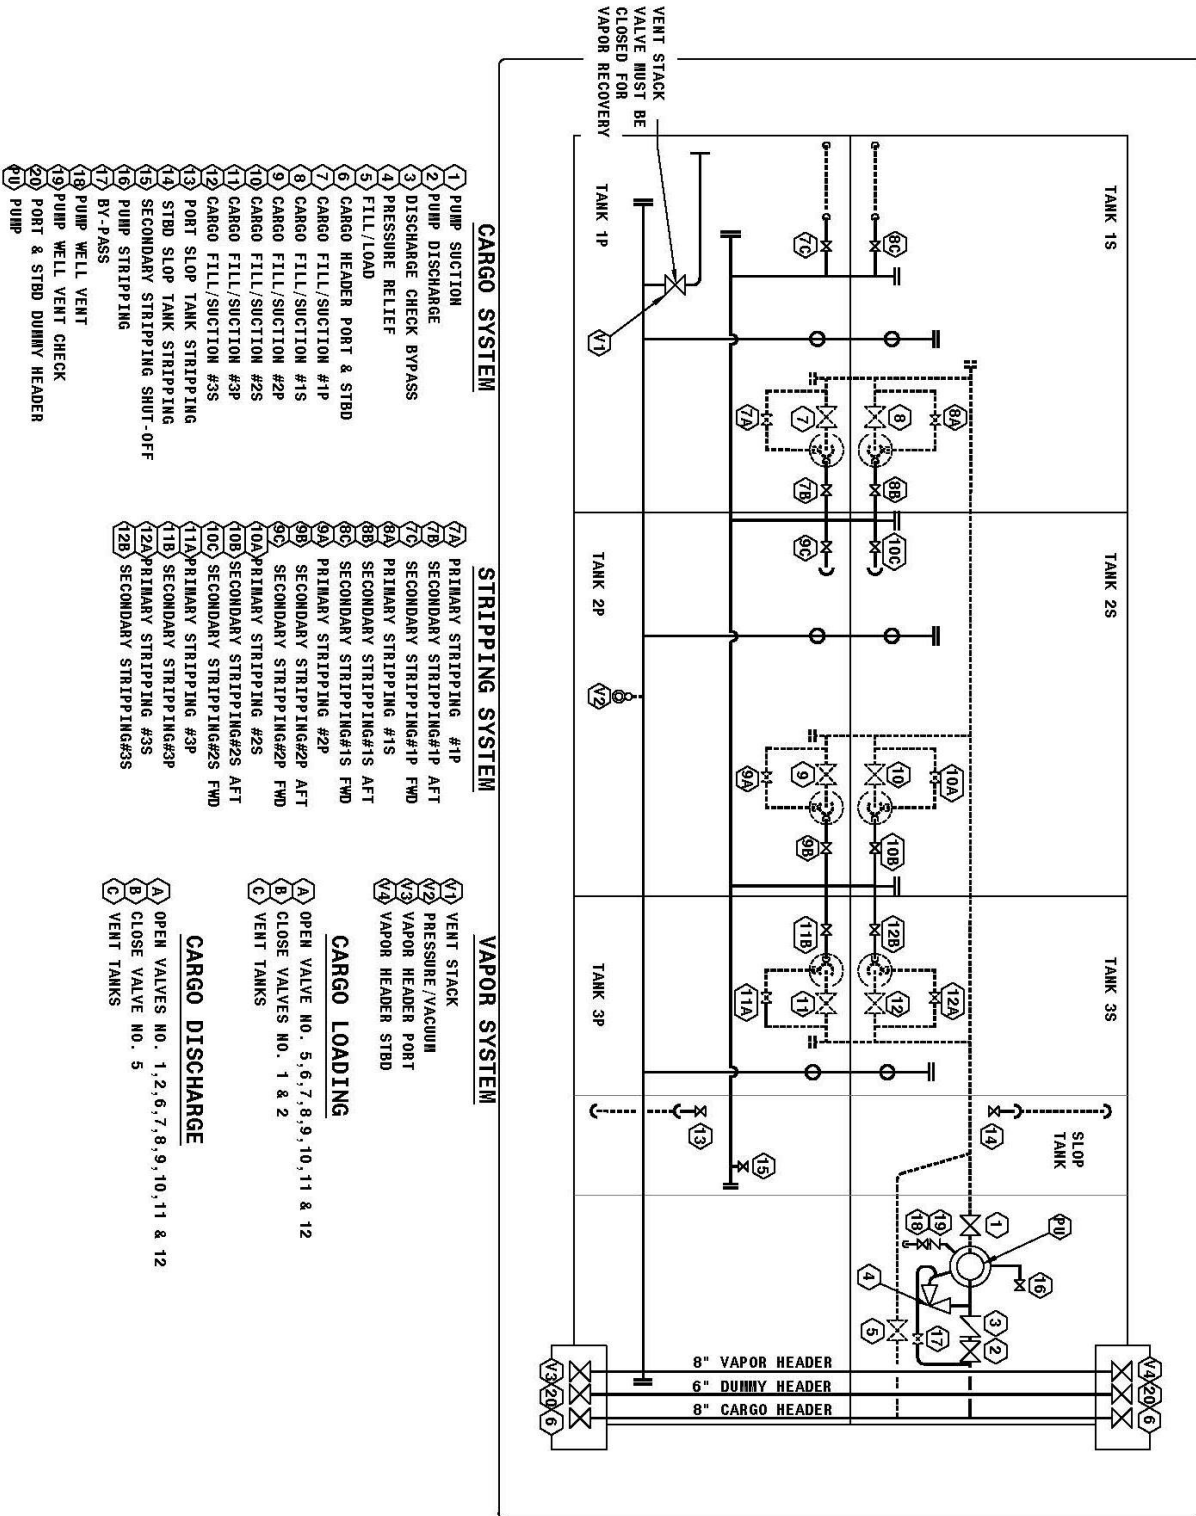 VENT STACK
VALVE MUST BE
CLOSED FOR
VAPOR RECOVERY
TANK 1S
TANK 2S
TANK 3S
SLOP
TANK
TANK 1P
TANK 2P
TANK 3P
8C
7C
V1
8A
8
7
7A
8B
7B
10C
9C
V2
10A
10
9
9A
10B
9B
12B
11B
12A
12
11
11A
14
13
15
1
PU
19
18
16
4
3
2
17
5
8" VAPOR HEADER
6" DUMMY HEADER
8" CARGO HEADER
V4
20
6
V3
20
6
CARGO SYSTEM
1 PUMP SUCTION
2 PUMP DISCHARGE
3 DISCHARGE CHECK BYPASS
4 PRESSURE RELIEF
5 FILL/LOAD
6 CARGO HEADER PORT & STBD
7 CARGO FILL/SUCTION #1P
8 CARGO FILL/SUCTION #1S
9 CARGO FILL/SUCTION #2P
10 CARGO FILL/SUCTION #2S
11 CARGO FILL/SUCTION #3P
12 CARGO FILL/SUCTION #3S
13 PORT SLOP TANK STRIPPING
14 STBD SLOP TANK STRIPPING
15 SECONDARY STRIPPING SHUT-OFF
16 PUMP STRIPPING
17 BY-PASS
18 PUMP WELL VENT
19 PUMP WELL VENT CHECK
20 PORT & STBD DUMMY HEADER
PU PUMP
STRIPPING SYSTEM
7A PRIMARY STRIPPING #1P
7B SECONDARY STRIPPING#1P AFT
7C SECONDARY STRIPPING#1P FWD
8A PRIMARY STRIPPING #1S
8B SECONDARY STRIPPING#1S AFT
8C SECONDARY STRIPPING#1S FWD
9A PRIMARY STRIPPING #2P
9B SECONDARY STRIPPING#2P AFT
9C SECONDARY STRIPPING#2P FWD
10A PRIMARY STRIPPING #2S
10B SECONDARY STRIPPING#2S AFT
10C SECONDARY STRIPPING#2S FWD
11A PRIMARY STRIPPING #3P
11B SECONDARY STRIPPING#3P
12A PRIMARY STRIPPING #3S
12B SECONDARY STRIPPING#3S
VAPOR SYSTEM
V1 VENT STACK
V2 PRESSURE/VACUUM
V3 VAPOR HEADER PORT
V4 VAPOR HEADER STBD
CARGO LOADING
A OPEN VALVE NO. 5,6,7,8,9,10,11 & 12
B CLOSE VALVES NO. 1 & 2
C VENT TANKS
CARGO DISCHARGE
A OPEN VALVES NO. 1,2,6,7,8,9,10,11 & 12
B CLOSE VALVE NO. 5
C VENT TANKS